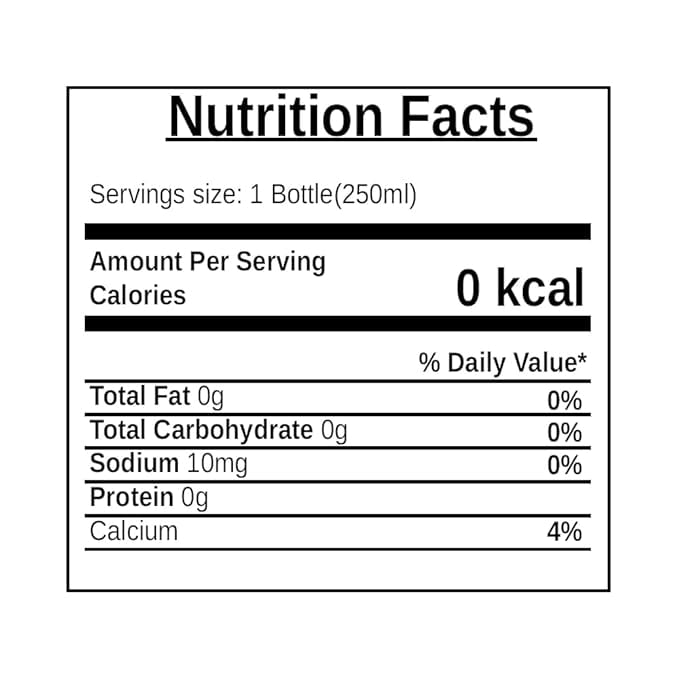 Nutrition Facts
Servings size: 1 Bottle(250ml)
Amount Per Serving
Calories 0 kcal
% Daily Value*
Total Fat 0g 0%
Total Carbohydrate 0g 0%
Sodium 10mg 0%
Protein 0g
Calcium 4%